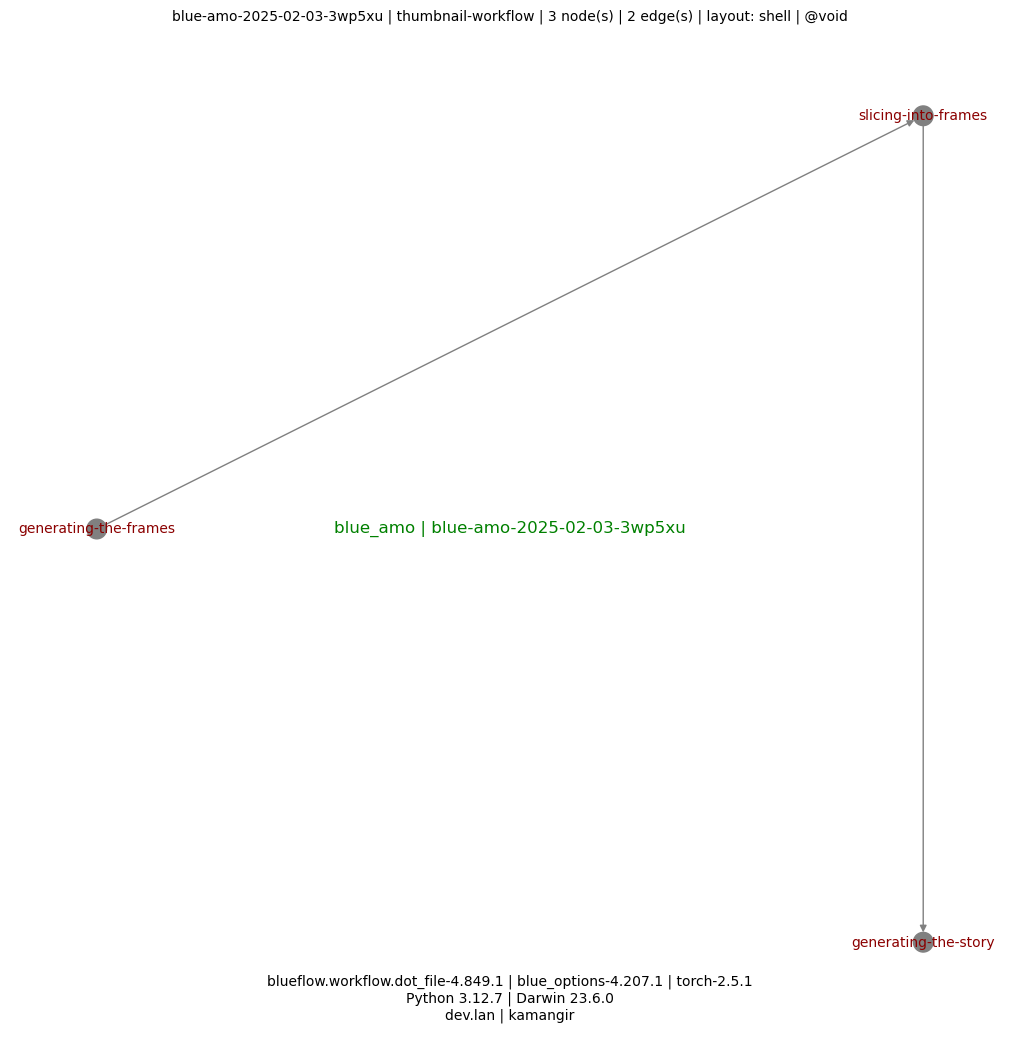 blue-amo-2025-02-03-3wp5xu | thumbnail-workflow | 3 node(s) | 2 edge(s) | layout: shell | @void
slicing-into-frames
generating-the-frames
blue_amo | blue-amo-2025-02-03-3wp5xu
generating-the-story
blueflow.workflow.dot_file-4.849.1 | blue_options-4.207.1 | torch-2.5.1
Python 3.12.7 | Darwin 23.6.0
dev.lan | kamangir